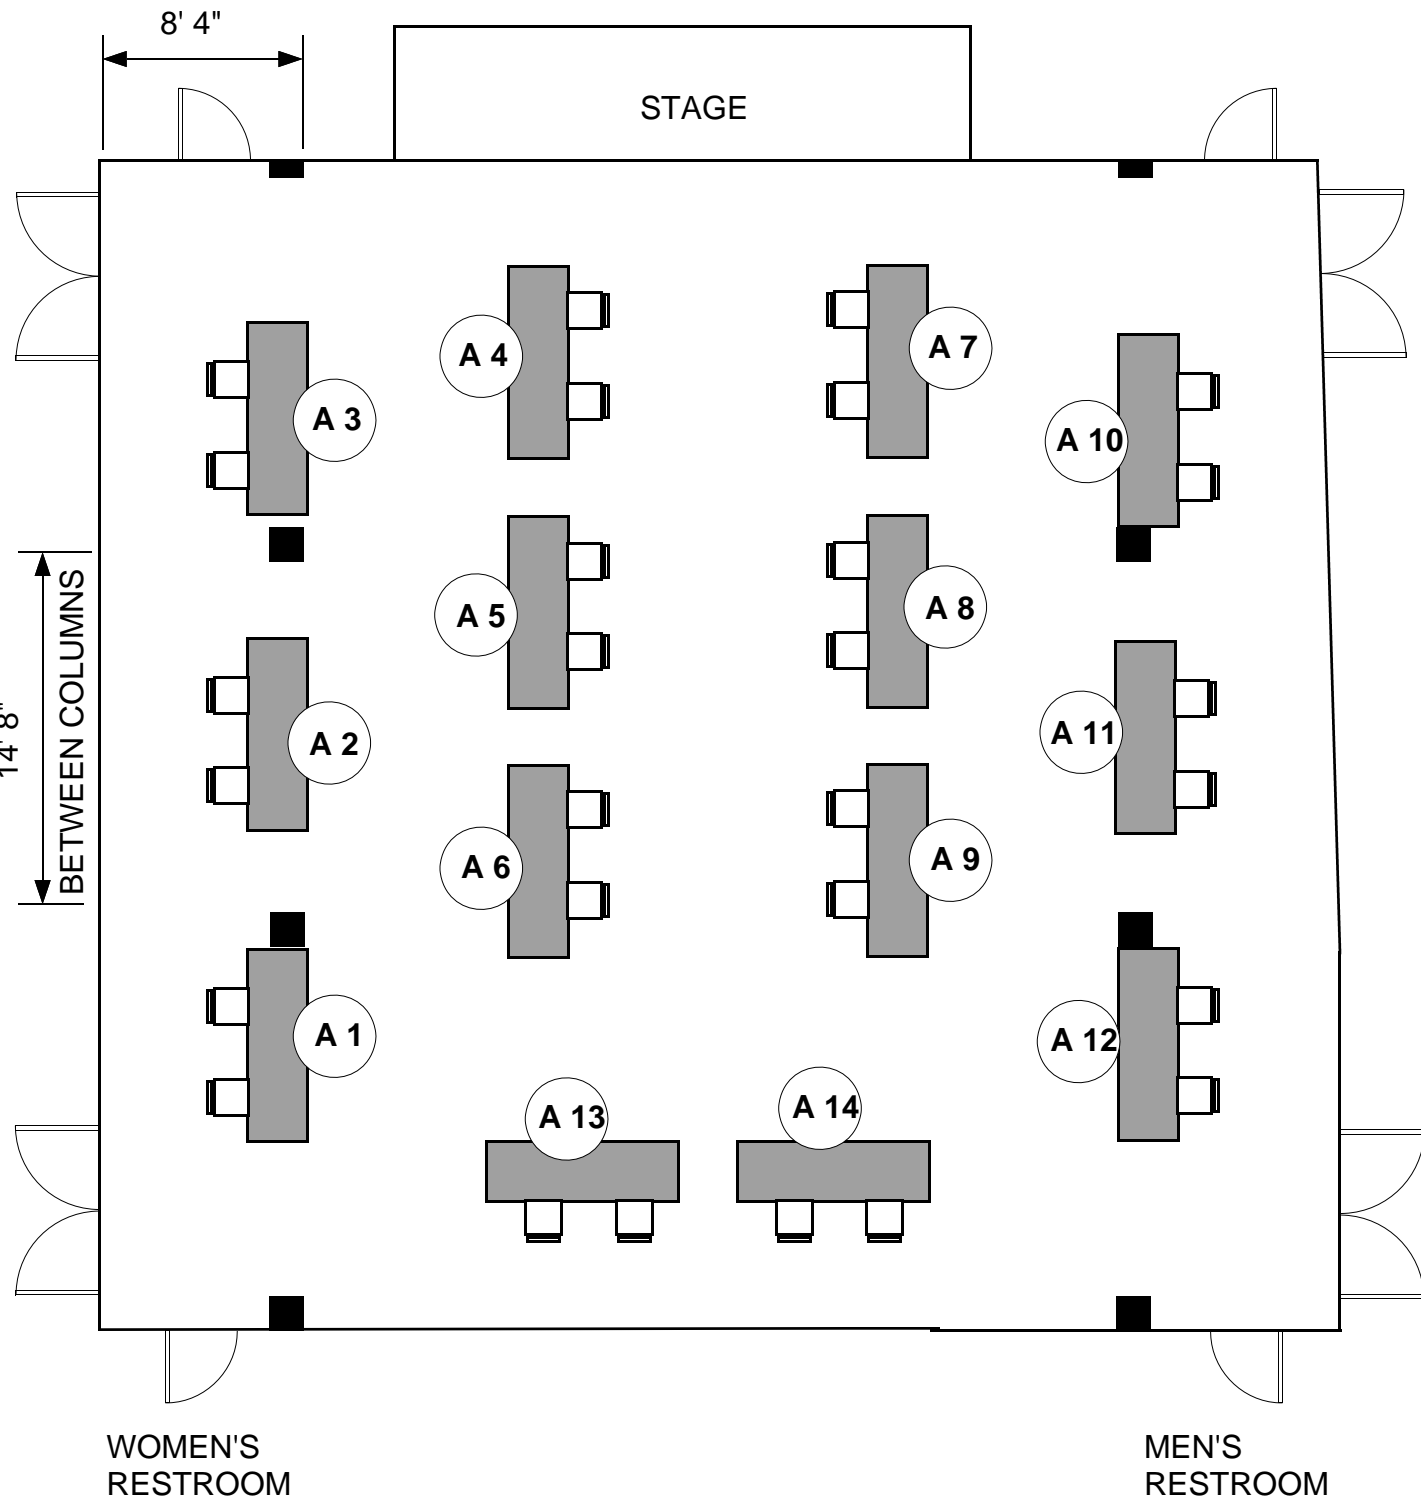 8' 4"
STAGE
A 4
A 7
A 3
A 10
A 5
A 8
14' 8"
BETWEEN COLUMNS
A 2
A 11
A 6
A 9
A 1
A 12
A 13
A 14
WOMEN'S
RESTROOM
MEN'S
RESTROOM